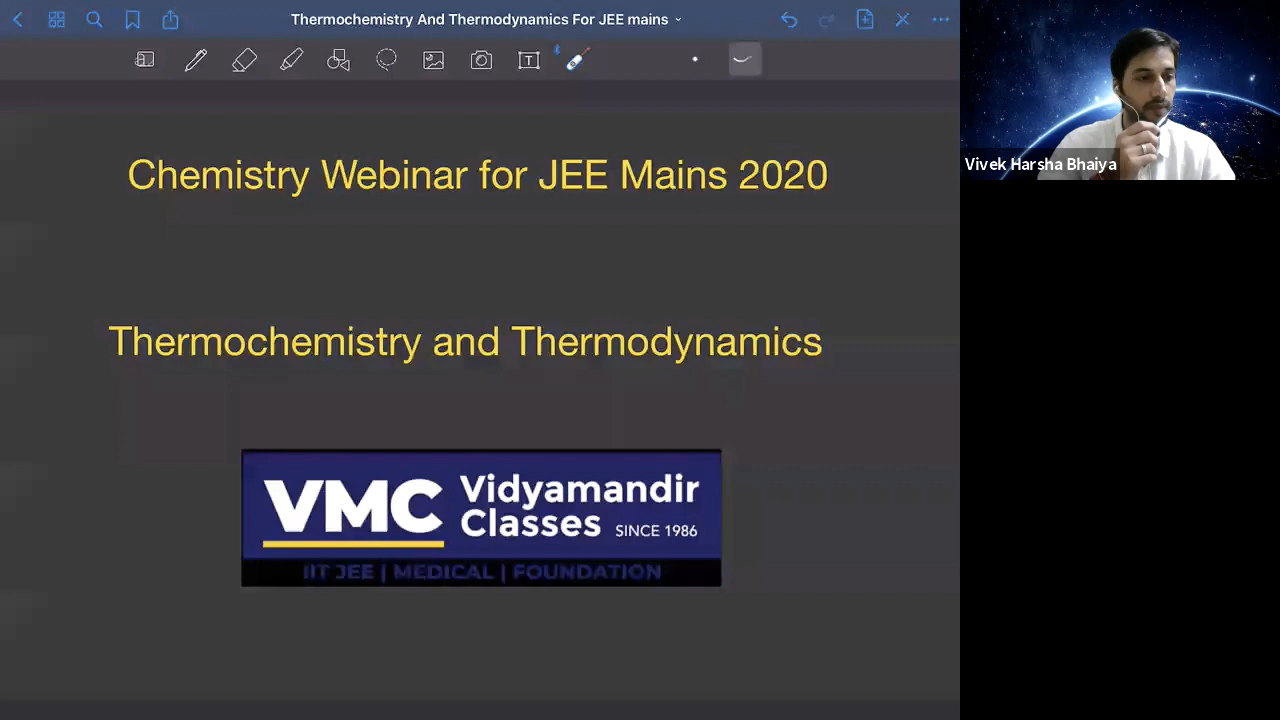 Thermochemistry And Thermodynamics For JEE mains
T
Chemistry Webinar for JEE Mains 2020
Thermochemistry and Thermodynamics
VMC Vidyamandir
Classes SINCE 1986
IIT JEE | MEDICAL | FOUNDATION
Vivek Harsha Bhaiya